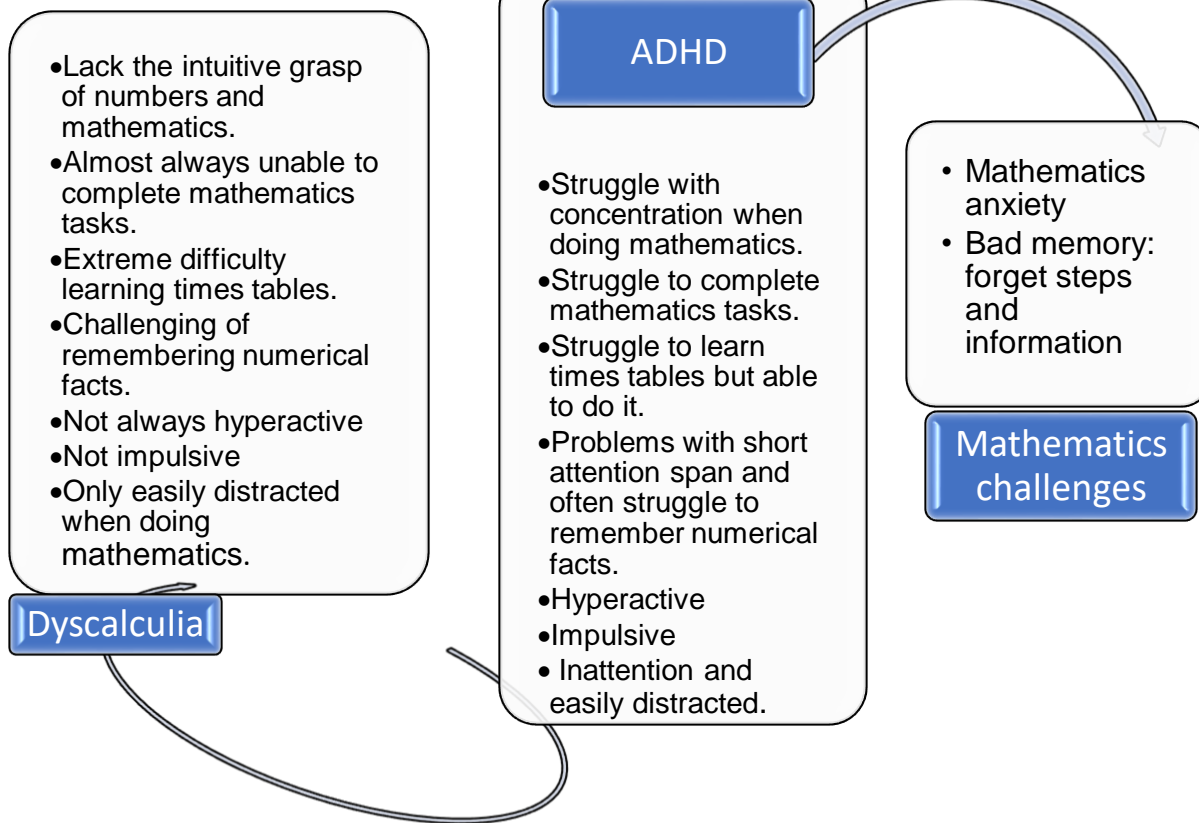 •Lack the intuitive grasp
of numbers and
mathematics.
•Almost always unable to
complete mathematics
tasks.
•Extreme difficulty
learning times tables.
•Challenging of
remembering numerical
facts.
•Not always hyperactive
•Not impulsive
•Only easily distracted
when doing
mathematics.
Dyscalculia
ADHD
•Struggle with
concentration when
doing mathematics.
•Struggle to complete
mathematics tasks.
•Struggle to learn
times tables but able
to do it.
•Problems with short
attention span and
often struggle to
remember numerical
facts.
•Hyperactive
•Impulsive
• Inattention and
easily distracted.
• Mathematics
anxiety
• Bad memory:
forget steps
and
information
Mathematics
challenges